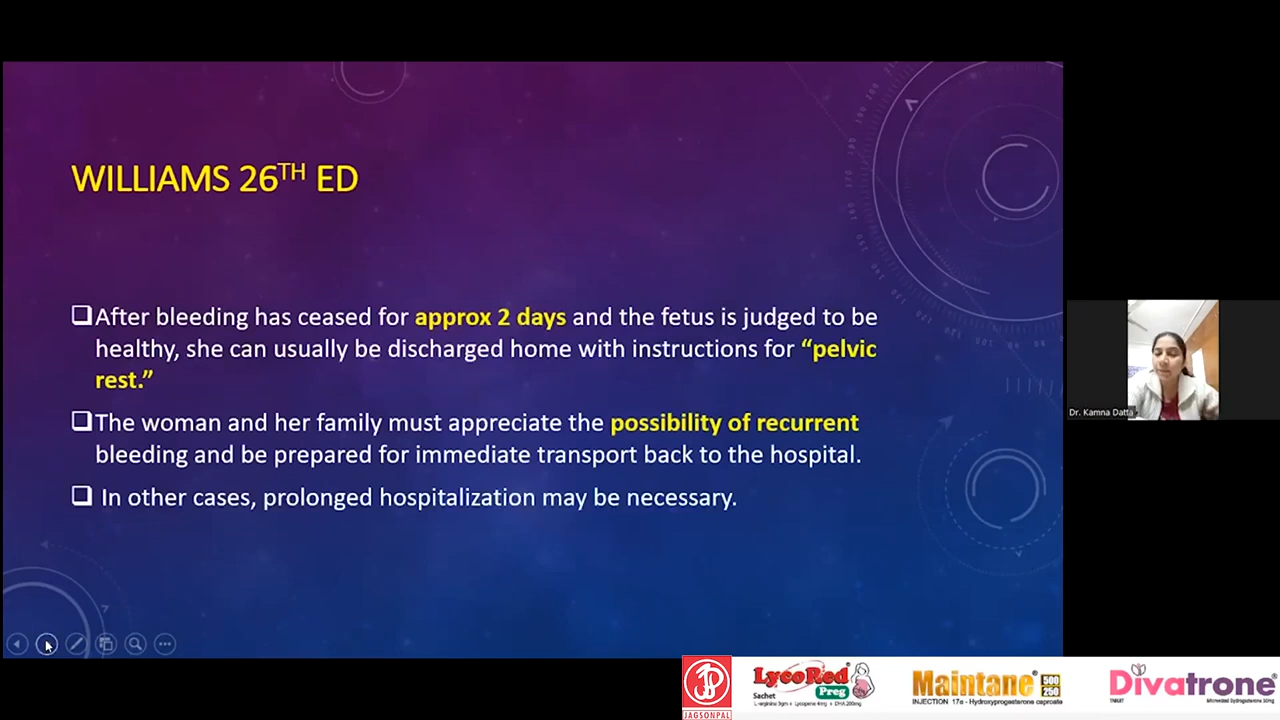 WILLIAMS 26TH ED
❑After bleeding has ceased for approx 2 days and the fetus is judged to be
healthy, she can usually be discharged home with instructions for “pelvic
rest.”
❑The woman and her family must appreciate the possibility of recurrent
bleeding and be prepared for immediate transport back to the hospital.
❑ In other cases, prolonged hospitalization may be necessary.
Dr. Kamna Datta
JAGSONPAL
LycoRed
Preg
Sachet
L-arginine 3gm + Lycopene 4mg + DHA 200mg
Maintane 500
250
INJECTION 17α - Hydroxyprogesterone caproate
Divatrone
TABLET